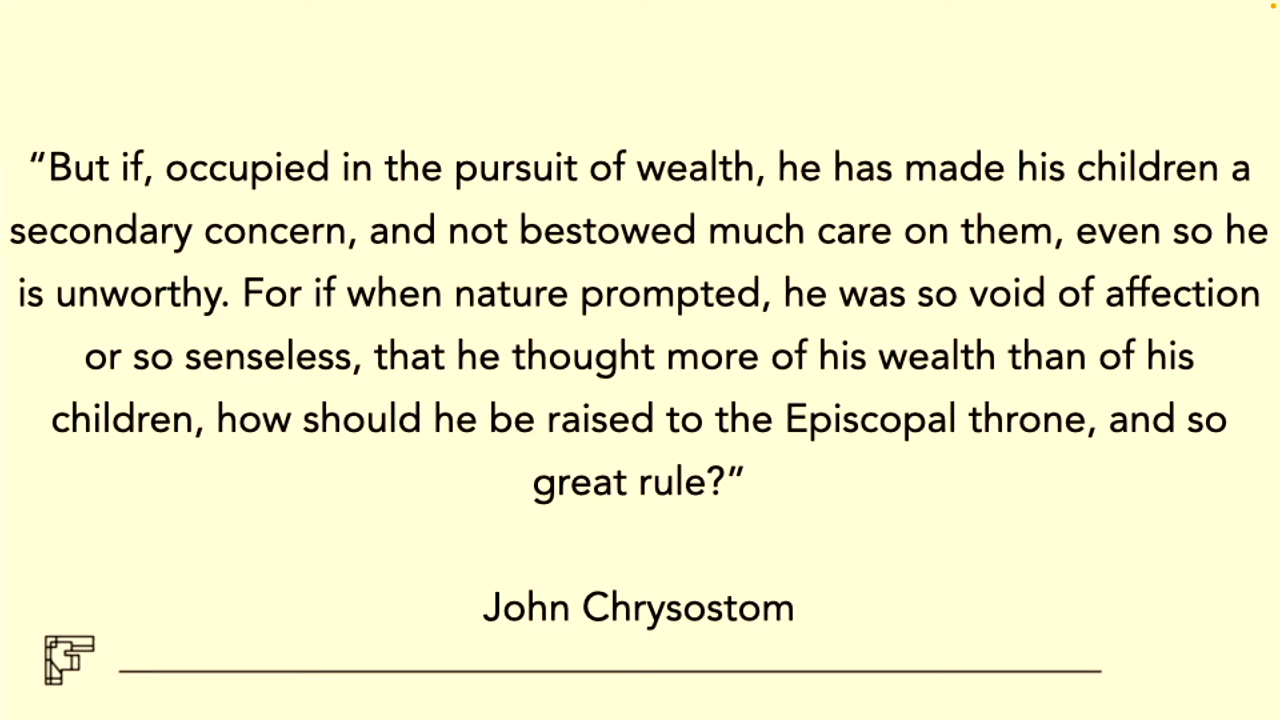 “But if, occupied in the pursuit of wealth, he has made his children a
secondary concern, and not bestowed much care on them, even so he
is unworthy. For if when nature prompted, he was so void of affection
or so senseless, that he thought more of his wealth than of his
children, how should he be raised to the Episcopal throne, and so
great rule?”
John Chrysostom